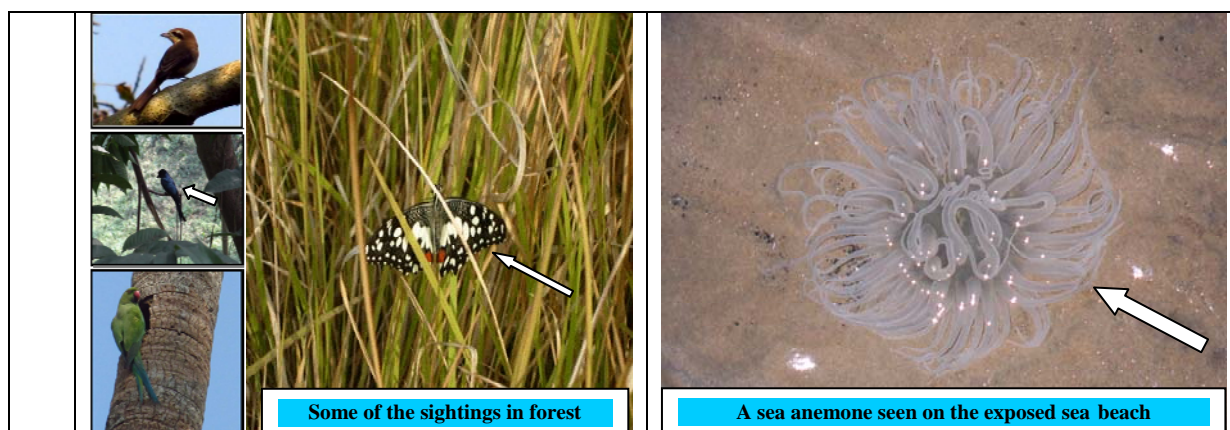 Some of the sightings in forest
A sea anemone seen on the exposed sea beach